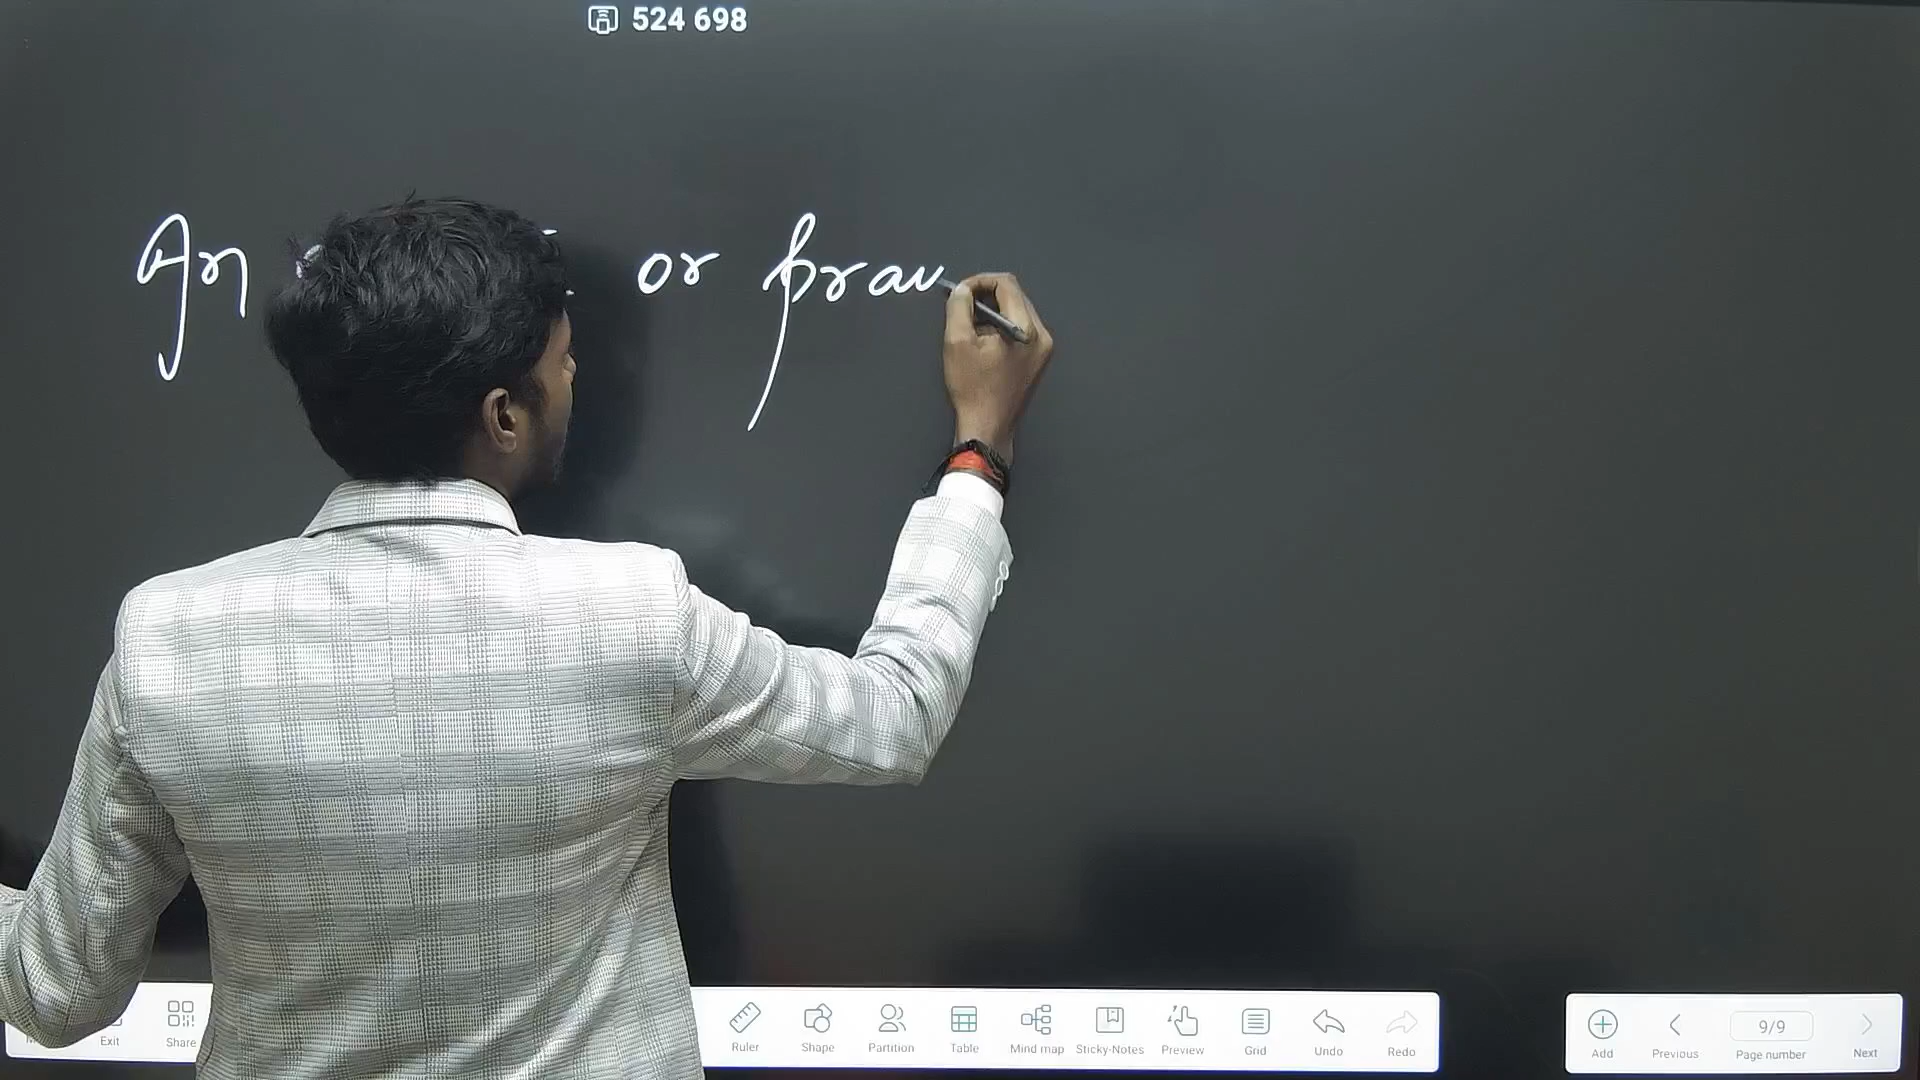 524 698
An or prav
Exit Share Ruler Shape Partition Table Mind map Sticky-Notes Preview Grid Undo Redo Add Previous 9/9 Page number Next